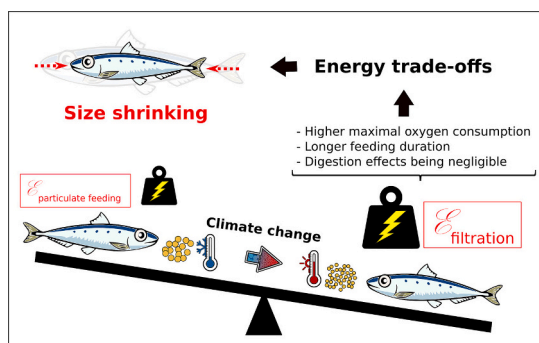 Energy trade-offs
Size shrinking
- Higher maximal oxygen consumption
- Longer feeding duration
- Digestion effects being negligible
ℰ particulate feeding
Climate change
ℰ filtration